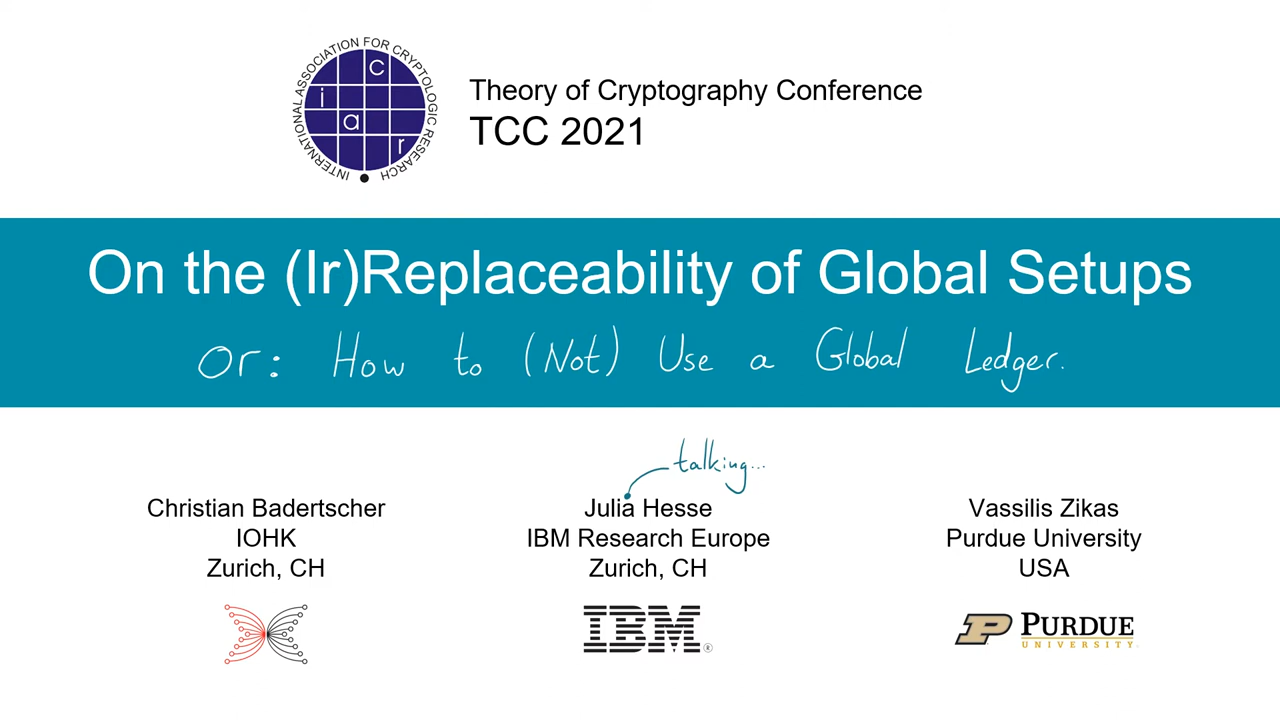 INTERNATIONAL ASSOCIATION FOR CRYPTOLOGIC RESEARCH
i a c r
Theory of Cryptography Conference
TCC 2021
On the (Ir)Replaceability of Global Setups
Or: How to (Not) Use a Global Ledger.
talking...
Christian Badertscher
IOHK
Zurich, CH
Julia Hesse
IBM Research Europe
Zurich, CH
IBM®
Vassilis Zikas
Purdue University
USA
P PURDUE
UNIVERSITY